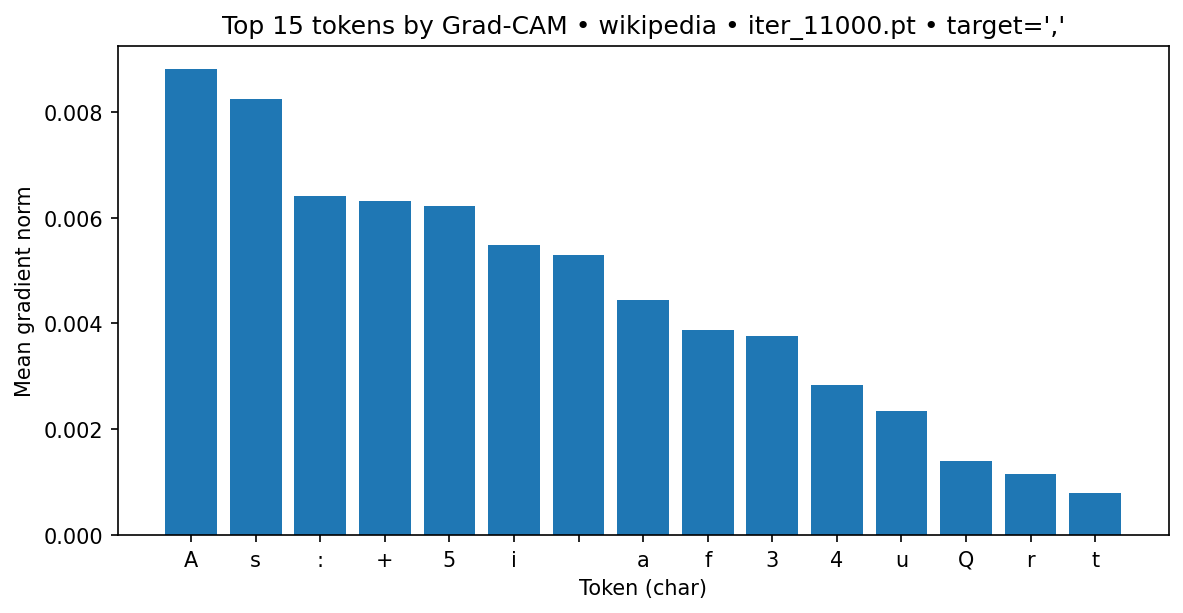 Top 15 tokens by Grad-CAM • wikipedia • iter_11000.pt • target=','
Mean gradient norm
0.008
0.006
0.004
0.002
0.000
A s : + 5 i a f 3 4 u Q r t
Token (char)